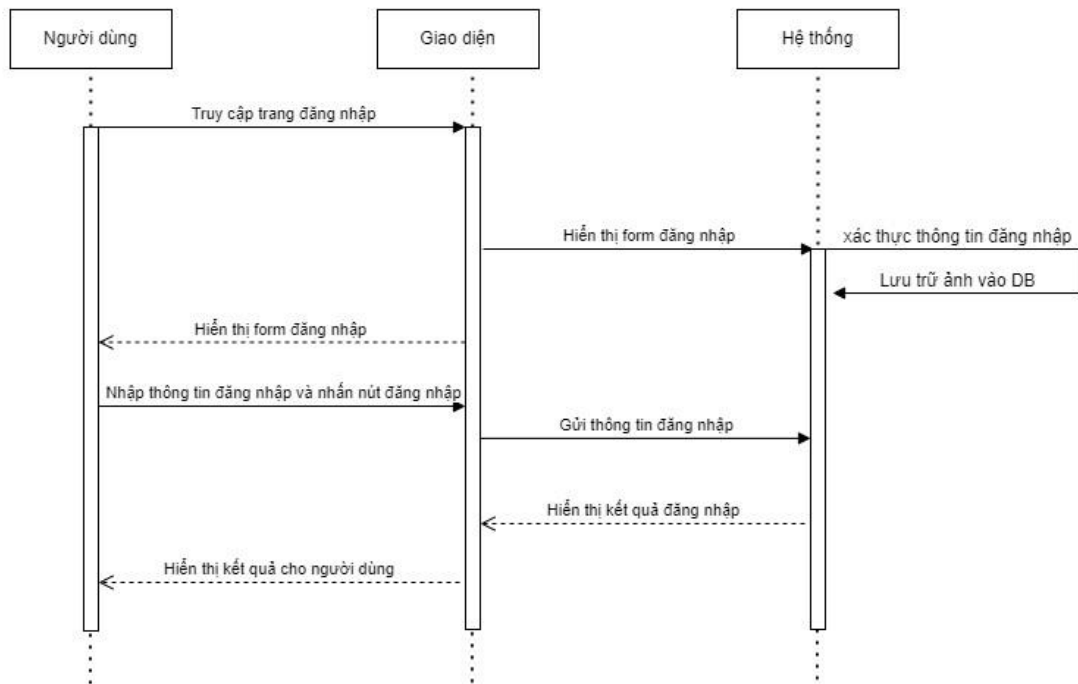 Người dùng
Giao diện
Hệ thống
Truy cập trang đăng nhập
Hiển thị form đăng nhập
xác thực thông tin đăng nhập
Lưu trữ ảnh vào DB
Hiển thị form đăng nhập
Nhập thông tin đăng nhập và nhấn nút đăng nhập
Gửi thông tin đăng nhập
Hiển thị kết quả đăng nhập
Hiển thị kết quả cho người dùng